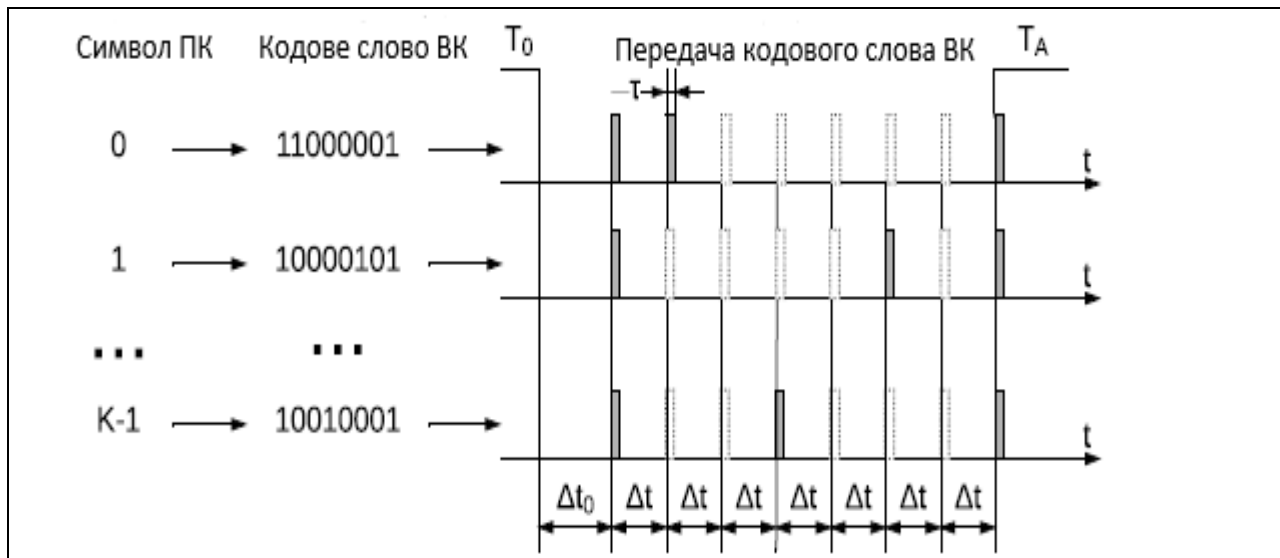 Символ ПК Кодове слово ВК T₀ Передача кодового слова ВК T_A
τ
0 11000001 t
1 10000101 t
... ...
K-1 10010001 t
Δt₀ Δt Δt Δt Δt Δt Δt Δt